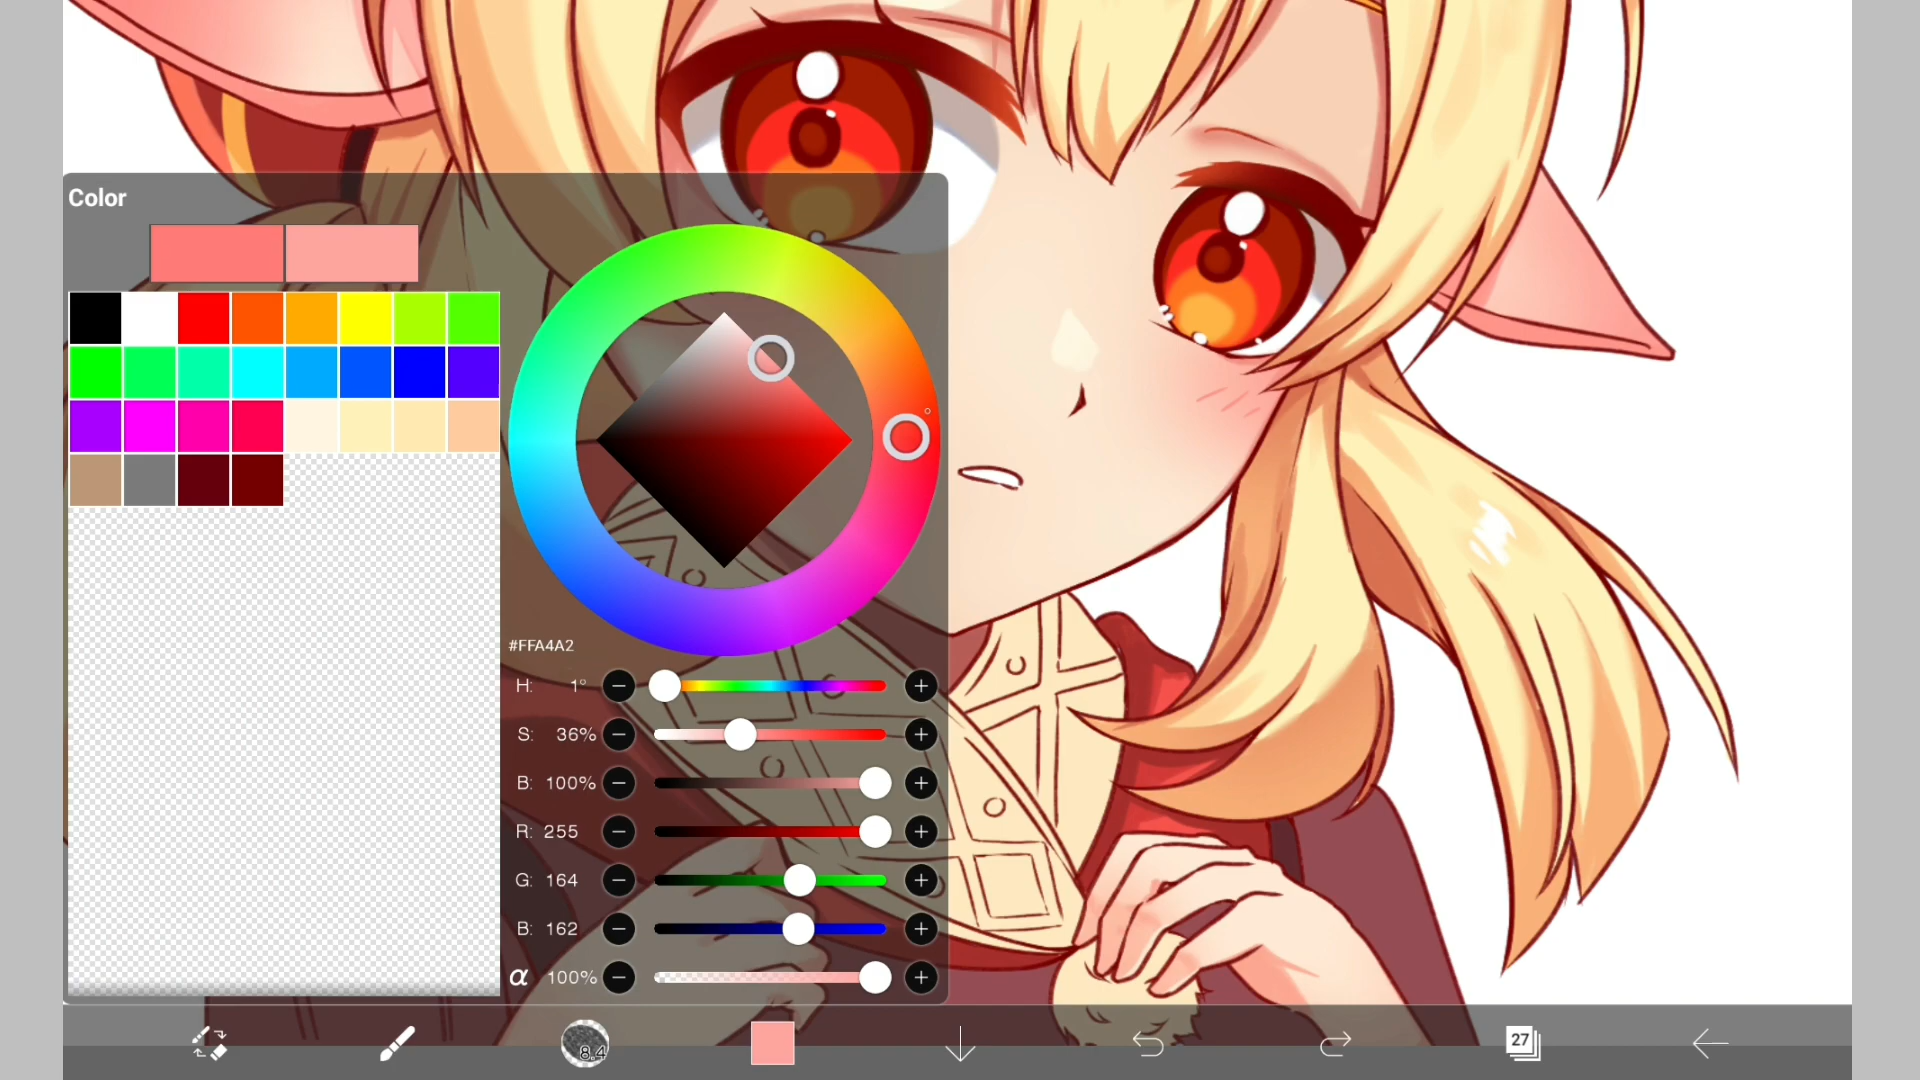 Color
#FFA4A2
H: 1°
S: 36%
B: 100%
R: 255
G: 164
B: 162
α 100%
8.4
27